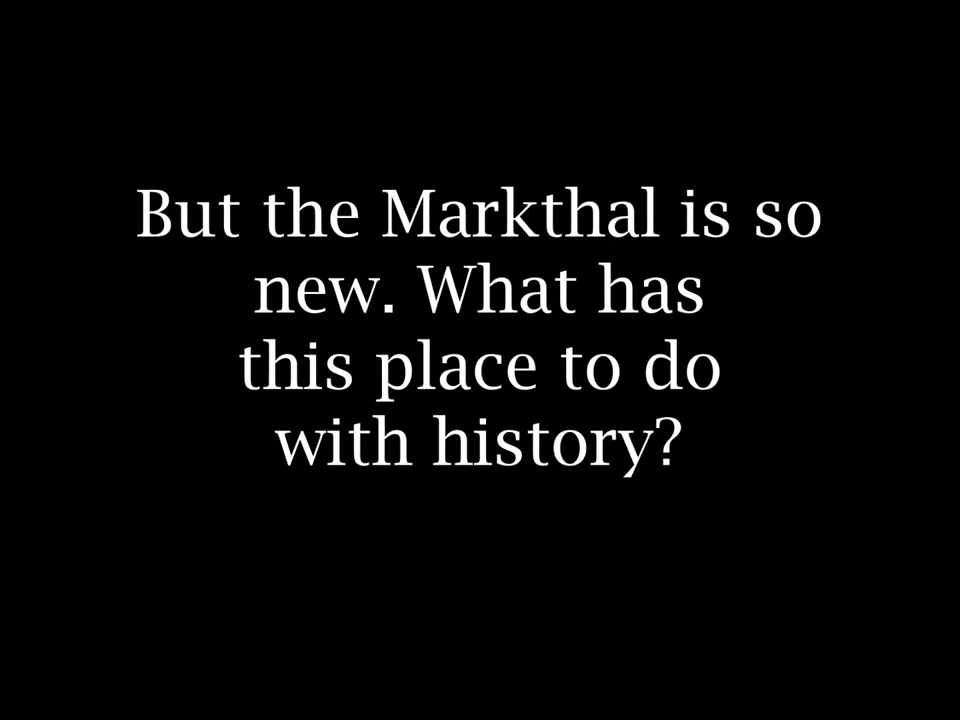 But the Markthal is so
new. What has
this place to do
with history?